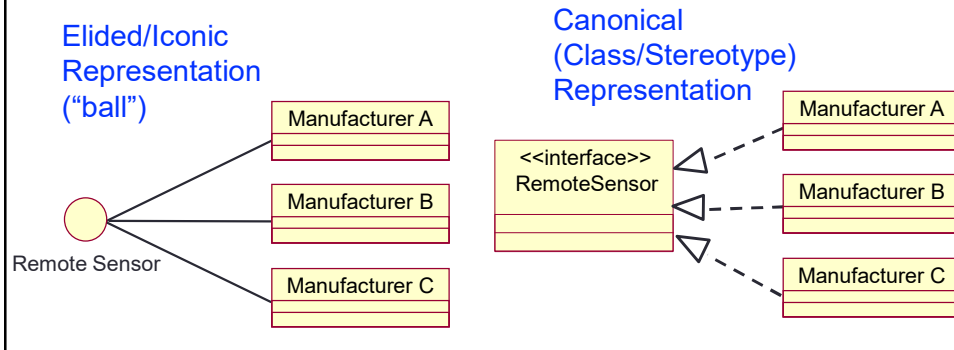 Elided/Iconic
Representation
(“ball”)
Manufacturer A
Manufacturer B
Manufacturer C
Remote Sensor
Canonical
(Class/Stereotype)
Representation
<<interface>>
RemoteSensor
Manufacturer A
Manufacturer B
Manufacturer C